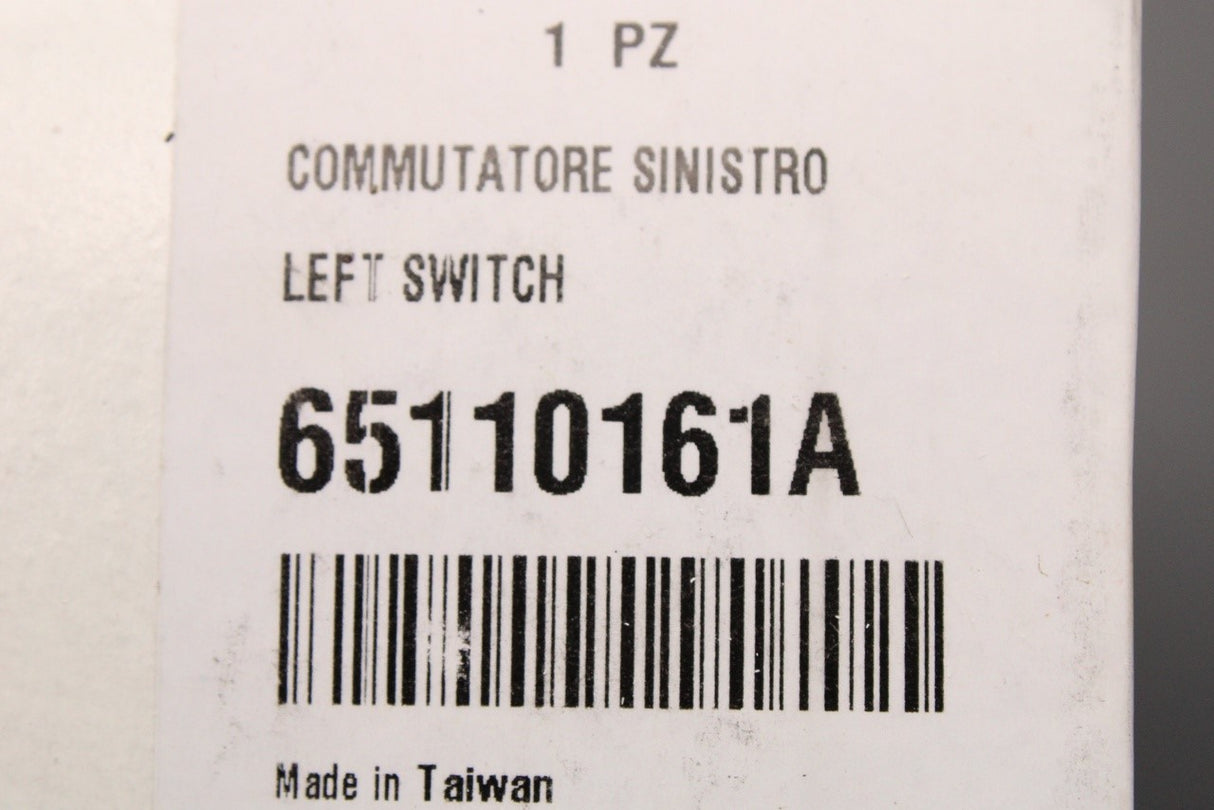 1 PZ
COMMUTATORE SINISTRO
LEFT SWITCH
65110161A
Made in Taiwan